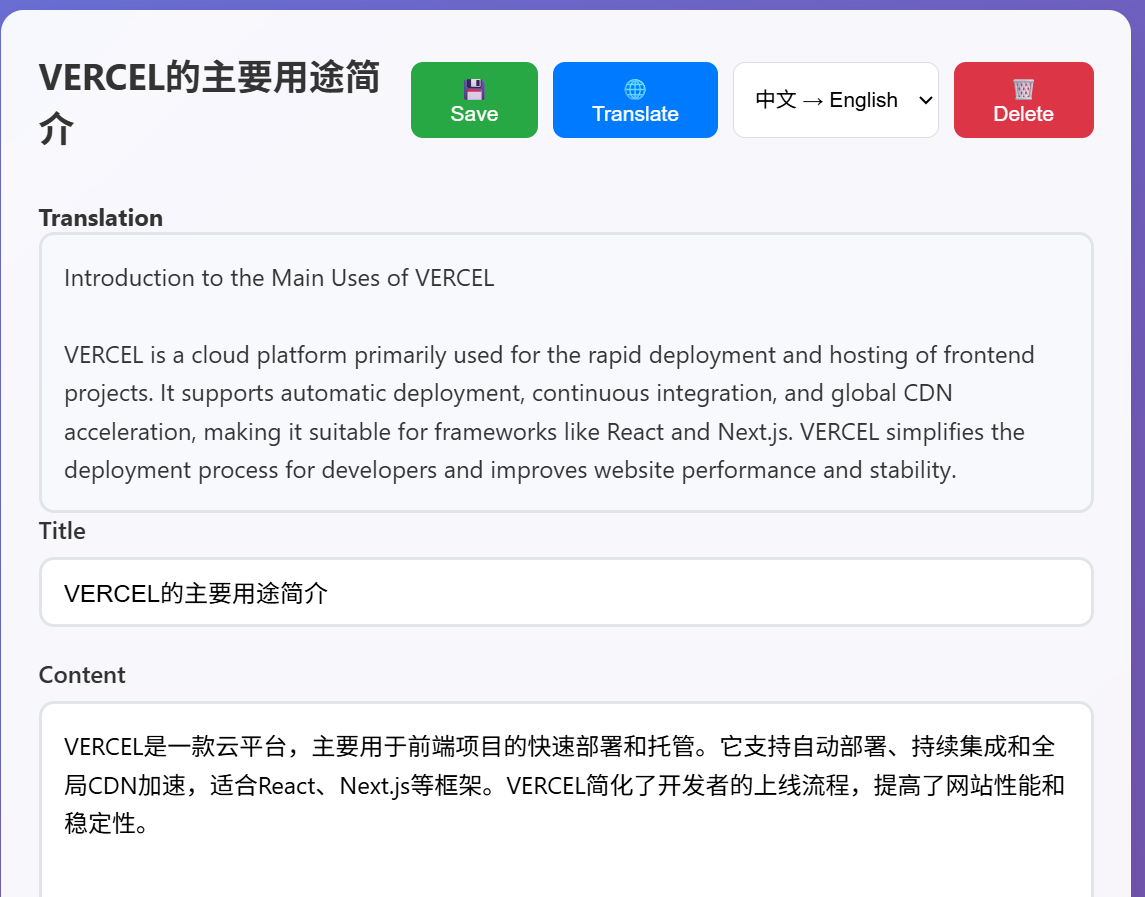 VERCEL的主要用途简
介
💾
Save
🌐
Translate
中文 → English
🗑️
Delete
Translation
Introduction to the Main Uses of VERCEL
VERCEL is a cloud platform primarily used for the rapid deployment and hosting of frontend
projects. It supports automatic deployment, continuous integration, and global CDN
acceleration, making it suitable for frameworks like React and Next.js. VERCEL simplifies the
deployment process for developers and improves website performance and stability.
Title
VERCEL的主要用途简介
Content
VERCEL是一款云平台，主要用于前端项目的快速部署和托管。它支持自动部署、持续集成和全
局CDN加速，适合React、Next.js等框架。VERCEL简化了开发者的上线流程，提高了网站性能和
稳定性。